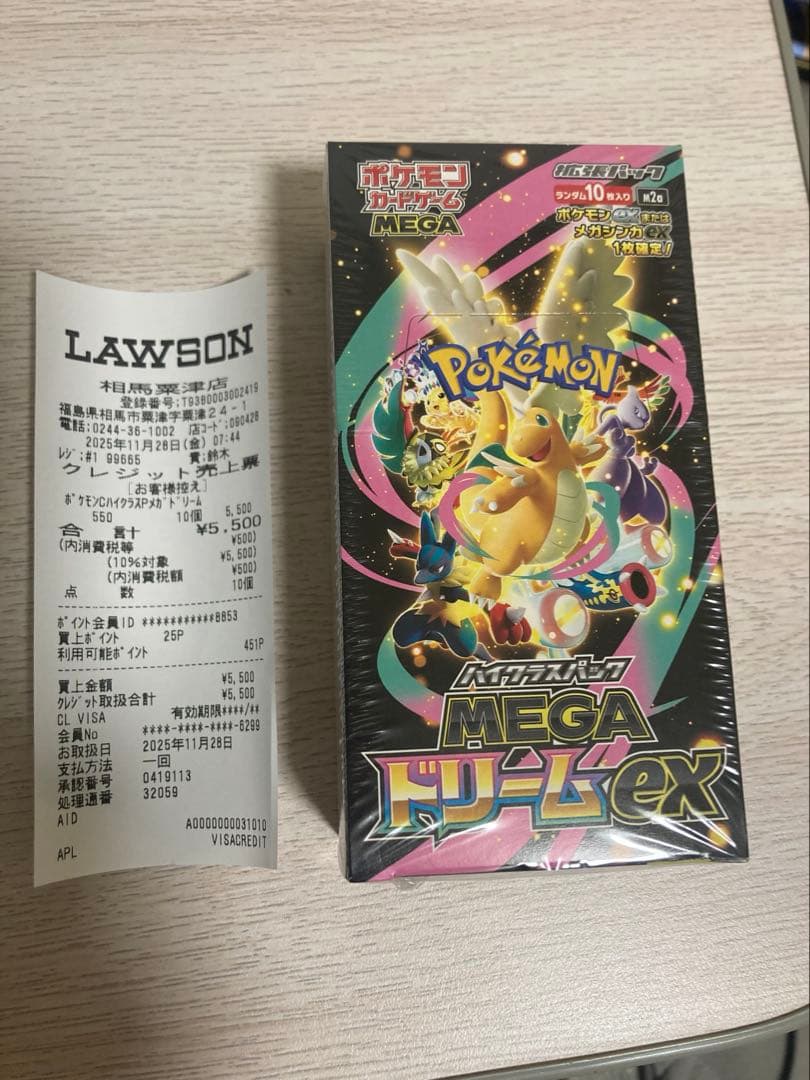 LAWSON
相馬粟津店
登録番号:T9380003002419
福島県相馬市粟津字粟津24-1
電話:0244-36-1002 店コード:090428
2025年11月28日(金) 07:44
レジ:#1 99665 責:鈴木
クレジット売上票
[お客様控え]
ポケモンCハイクラスPメガドリーム
550 10個 5,500
合 計 ¥5,500
(内消費税等 ¥500)
(10%対象 ¥5,500)
(内消費税額 ¥500)
点 数 10個
ポイント会員ID ***********8853
買上ポイント 25P
利用可能ポイント 451P
買上金額 ¥5,500
クレジット取扱合計 ¥5,500
CL VISA 有効期限****/**
会員No ****-****-****-6299
お取扱日 2025年11月28日
支払方法 一回
承認番号 0419113
処理通番 32059
AID A0000000031010
VISACREDIT
APL
ポケモン
カードゲーム
MEGA
拡張パック
ランダム10枚入り M2a
ポケモンexまたは
メガシンカex
1枚確定!
POKéMON
ハイクラスパック
MEGA
ドリームex